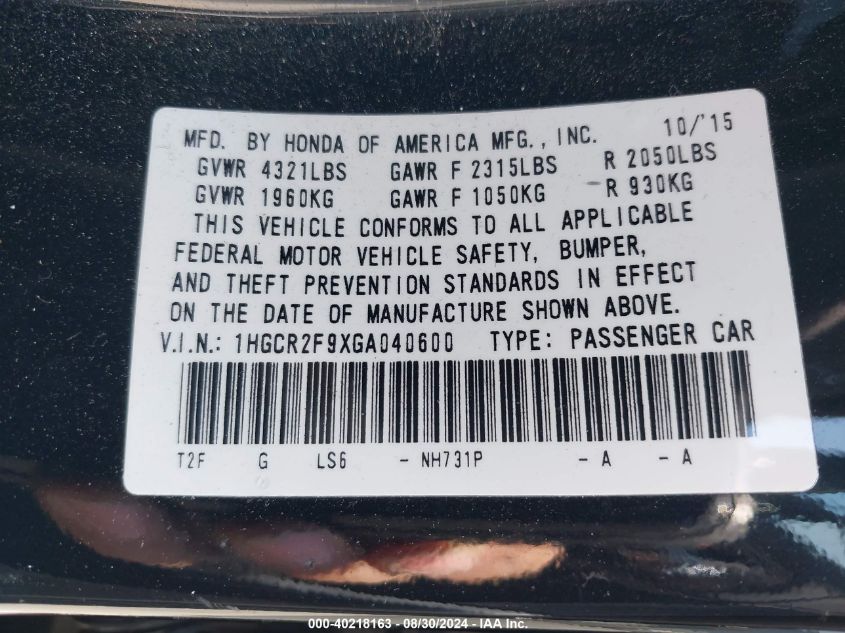 MFD. BY HONDA OF AMERICA MFG., INC. 10/'15
GVWR 4321LBS GAWR F 2315LBS R 2050LBS
GVWR 1960KG GAWR F 1050KG R 930KG
THIS VEHICLE CONFORMS TO ALL APPLICABLE
FEDERAL MOTOR VEHICLE SAFETY, BUMPER,
AND THEFT PREVENTION STANDARDS IN EFFECT
ON THE DATE OF MANUFACTURE SHOWN ABOVE.
V.I.N.: 1HGCR2F9XGA040600 TYPE: PASSENGER CAR
T2F G LS6 - NH731P - A - A
000-40218163 - 08/30/2024 - IAA Inc.